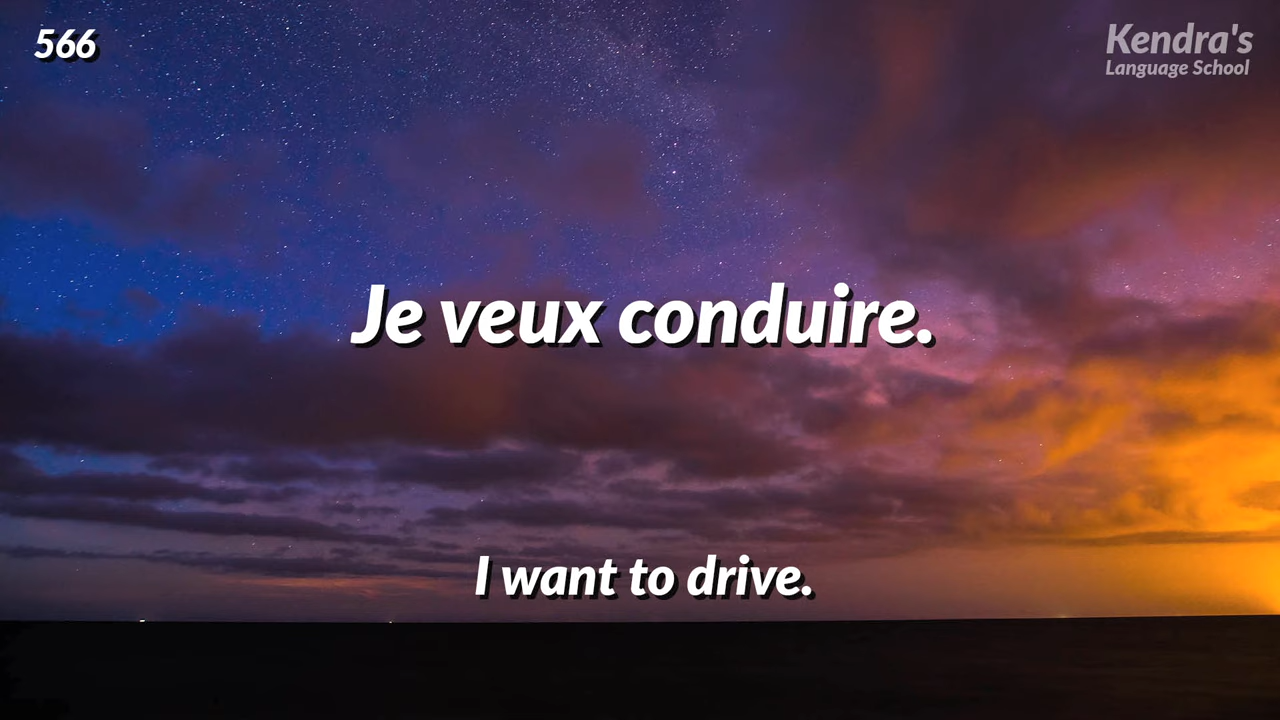 566
Kendra's
Language School
Je veux conduire.
I want to drive.